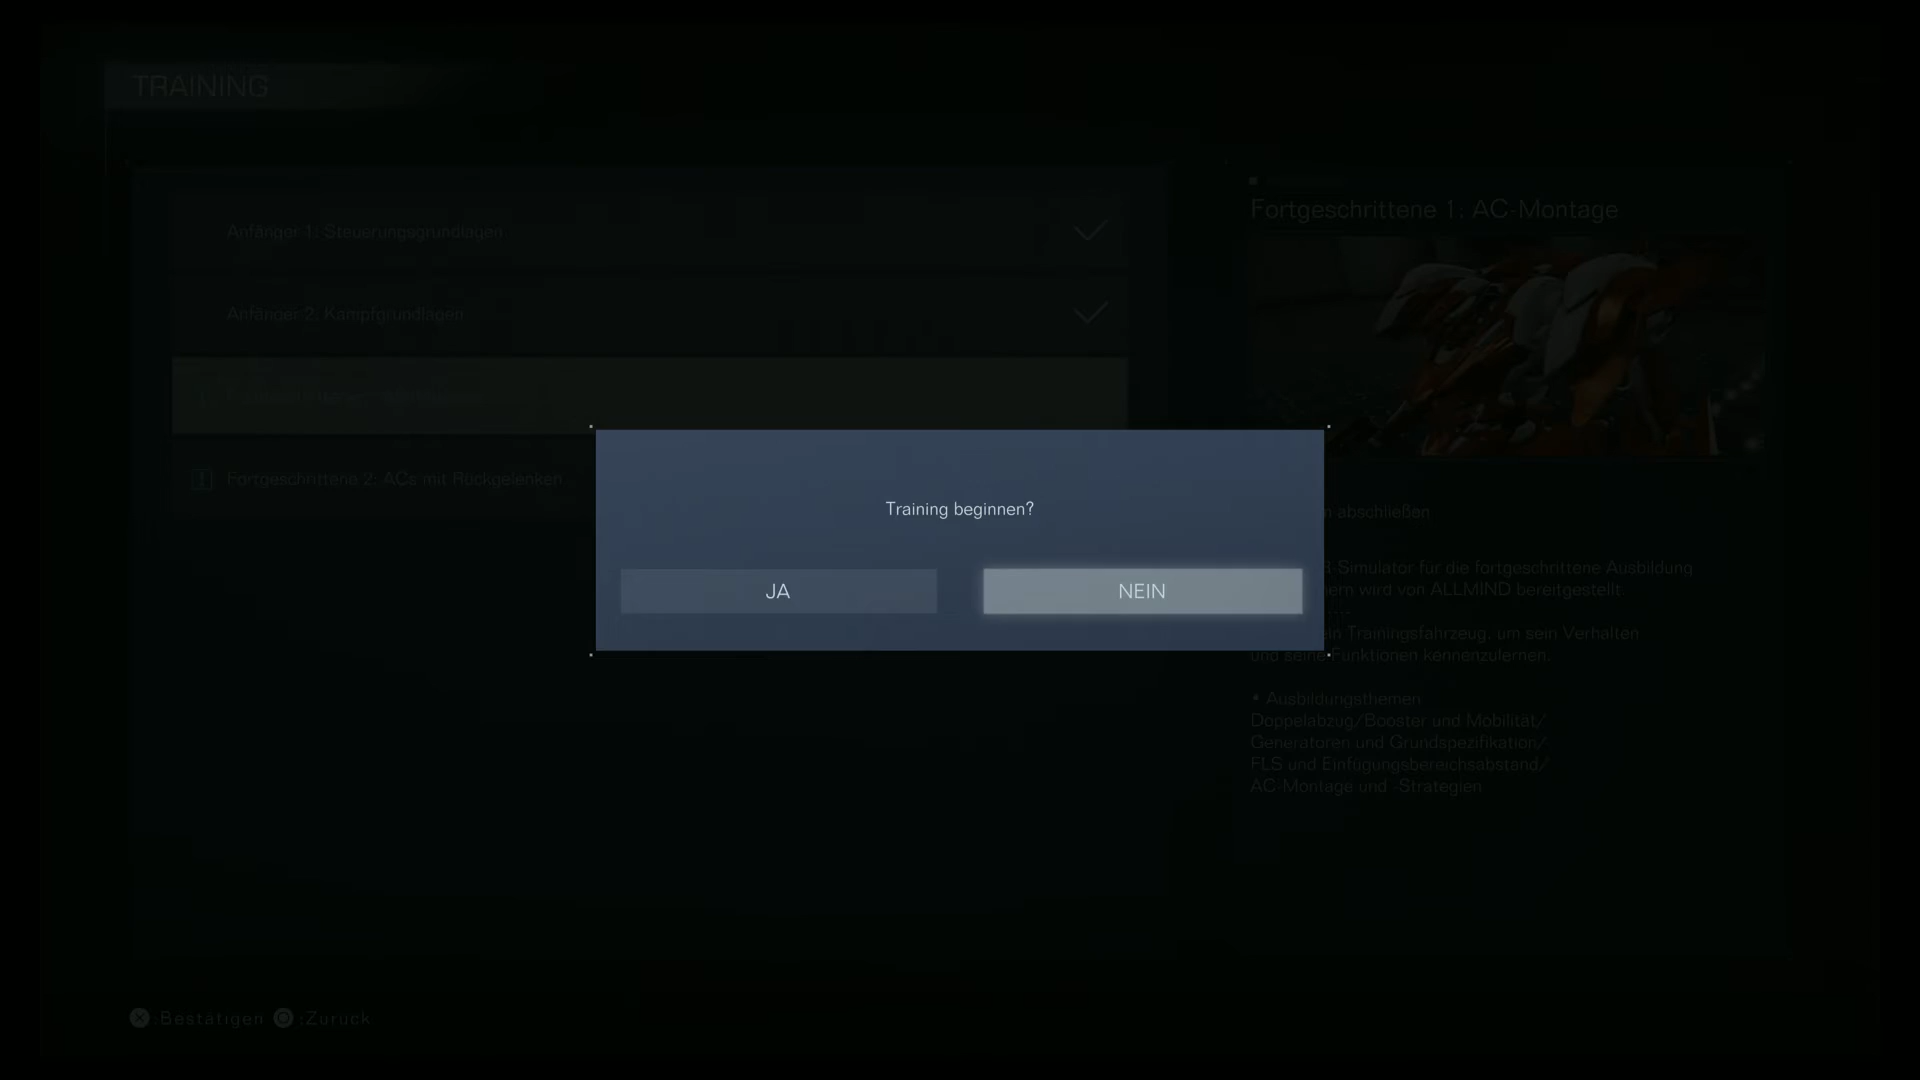 TRAINING
Anfänger 1: Steuerungsgrundlagen
Anfänger 2: Kampfgrundlagen
Fortgeschrittene 2: ACs mit Rückgelenken
Training beginnen?
JA
NEIN
Fortgeschrittene 1: AC-Montage
abschließen
Simulator für die fortgeschrittene Ausbildung
wird von ALLMIND bereitgestellt.
Trainingsfahrzeug, um sein Verhalten
und seine Funktionen kennenzulernen.
• Ausbildungsthemen
Doppelabzug/Booster und Mobilität/
Generatoren und Grundspezifikation/
FLS und Einfügungsbereichsabstand/
AC-Montage und -Strategien
:Bestätigen :Zurück